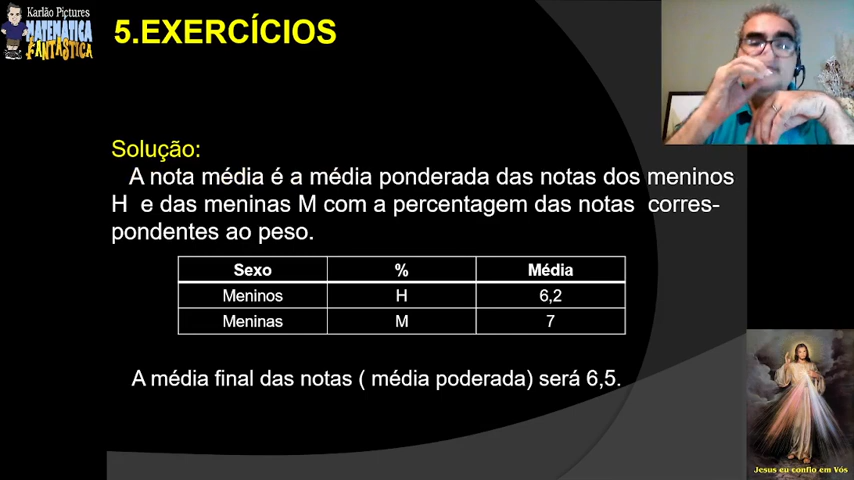 Karlão Pictures
MATEMÁTICA
FANTÁSTICA
5.EXERCÍCIOS
Solução:
A nota média é a média ponderada das notas dos meninos
H e das meninas M com a percentagem das notas corres-
pondentes ao peso.
Sexo % Média
Meninos H 6,2
Meninas M 7
A média final das notas ( média poderada) será 6,5.
Jesus eu confio em Vós